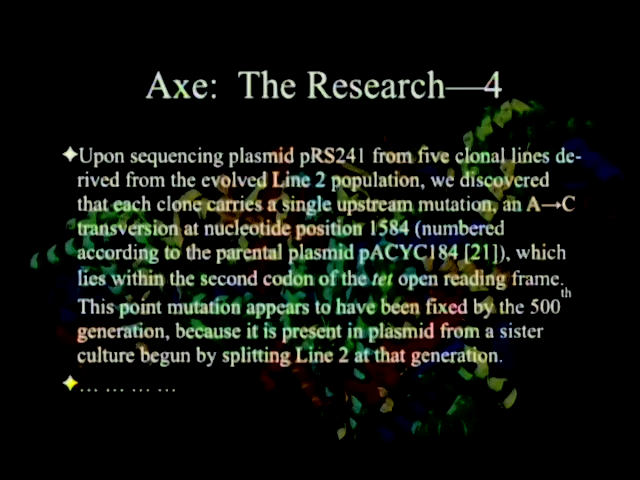 Axe: The Research—4
Upon sequencing plasmid pRS241 from five clonal lines de-
rived from the evolved Line 2 population, we discovered
that each clone carries a single upstream mutation, an A→C
transversion at nucleotide position 1584 (numbered
according to the parental plasmid pACYC184 [21]), which
lies within the second codon of the tet open reading frame.
This point mutation appears to have been fixed by the 500th
generation, because it is present in plasmid from a sister
culture begun by splitting Line 2 at that generation.
… … … …